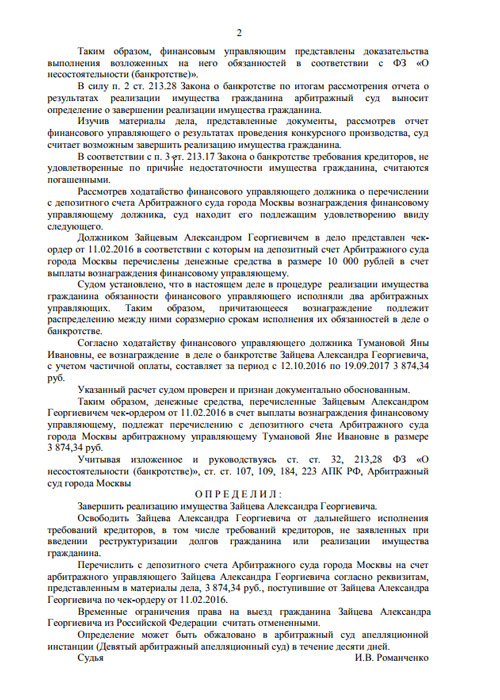 2
Таким образом, финансовым управляющим представлены доказательства
выполнения возложенных на него обязанностей в соответствии с ФЗ «О
несостоятельности (банкротстве)».
В силу п. 2 ст. 213.28 Закона о банкротстве по итогам рассмотрения отчета о
результатах реализации имущества гражданина арбитражный суд выносит
определение о завершении реализации имущества гражданина.
Изучив материалы дела, представленные документы, рассмотрев отчет
финансового управляющего о результатах проведения конкурсного производства, суд
считает возможным завершить реализацию имущества гражданина.
В соответствии с п. 3 ст. 213.17 Закона о банкротстве требования кредиторов, не
удовлетворенные по причине недостаточности имущества гражданина, считаются
погашенными.
Рассмотрев ходатайство финансового управляющего должника о перечислении
с депозитного счета Арбитражного суда города Москвы вознаграждения финансовому
управляющему должника, суд находит его подлежащим удовлетворению ввиду
следующего.
Должником Зайцевым Александром Георгиевичем в дело представлен чек-
ордер от 11.02.2016 в соответствии с которым на депозитный счет Арбитражного суда
города Москвы перечислены денежные средства в размере 10 000 рублей в счет
выплаты вознаграждения финансовому управляющему.
Судом установлено, что в настоящем деле в процедуре реализации имущества
гражданина обязанности финансового управляющего исполняли два арбитражных
управляющих. Таким образом, причитающееся вознаграждение подлежит
распределению между ними соразмерно срокам исполнения их обязанностей в деле о
банкротстве.
Согласно ходатайству финансового управляющего должника Тумановой Яны
Ивановны, ее вознаграждение в деле о банкротстве Зайцева Александра Георгиевича,
с учетом частичной оплаты, составляет за период с 12.10.2016 по 19.09.2017 3 874,34
руб.
Указанный расчет судом проверен и признан документально обоснованным.
Таким образом, денежные средства, перечисленные Зайцевым Александром
Георгиевичем чек-ордером от 11.02.2016 в счет выплаты вознаграждения финансовому
управляющему, подлежат перечислению с депозитного счета Арбитражного суда
города Москвы арбитражному управляющему Тумановой Яне Ивановне в размере
3 874,34 руб.
Учитывая изложенное и руководствуясь ст. ст. 32, 213,28 ФЗ «О
несостоятельности (банкротстве)», ст. ст. 107, 109, 184, 223 АПК РФ, Арбитражный
суд города Москвы
О П Р Е Д Е Л И Л :
Завершить реализацию имущества Зайцева Александра Георгиевича.
Освободить Зайцева Александра Георгиевича от дальнейшего исполнения
требований кредиторов, в том числе требований кредиторов, не заявленных при
введении реструктуризации долгов гражданина или реализации имущества
гражданина.
Перечислить с депозитного счета Арбитражного суда города Москвы на счет
арбитражного управляющего Зайцева Александра Георгиевича согласно реквизитам,
представленным в материалы дела, 3 874,34 руб., поступившие от Зайцева Александра
Георгиевича по чек-ордеру от 11.02.2016.
Временные ограничения права на выезд гражданина Зайцева Александра
Георгиевича из Российской Федерации считать отмененными.
Определение может быть обжаловано в арбитражный суд апелляционной
инстанции (Девятый арбитражный апелляционный суд) в течение десяти дней.
Судья И.В. Романченко